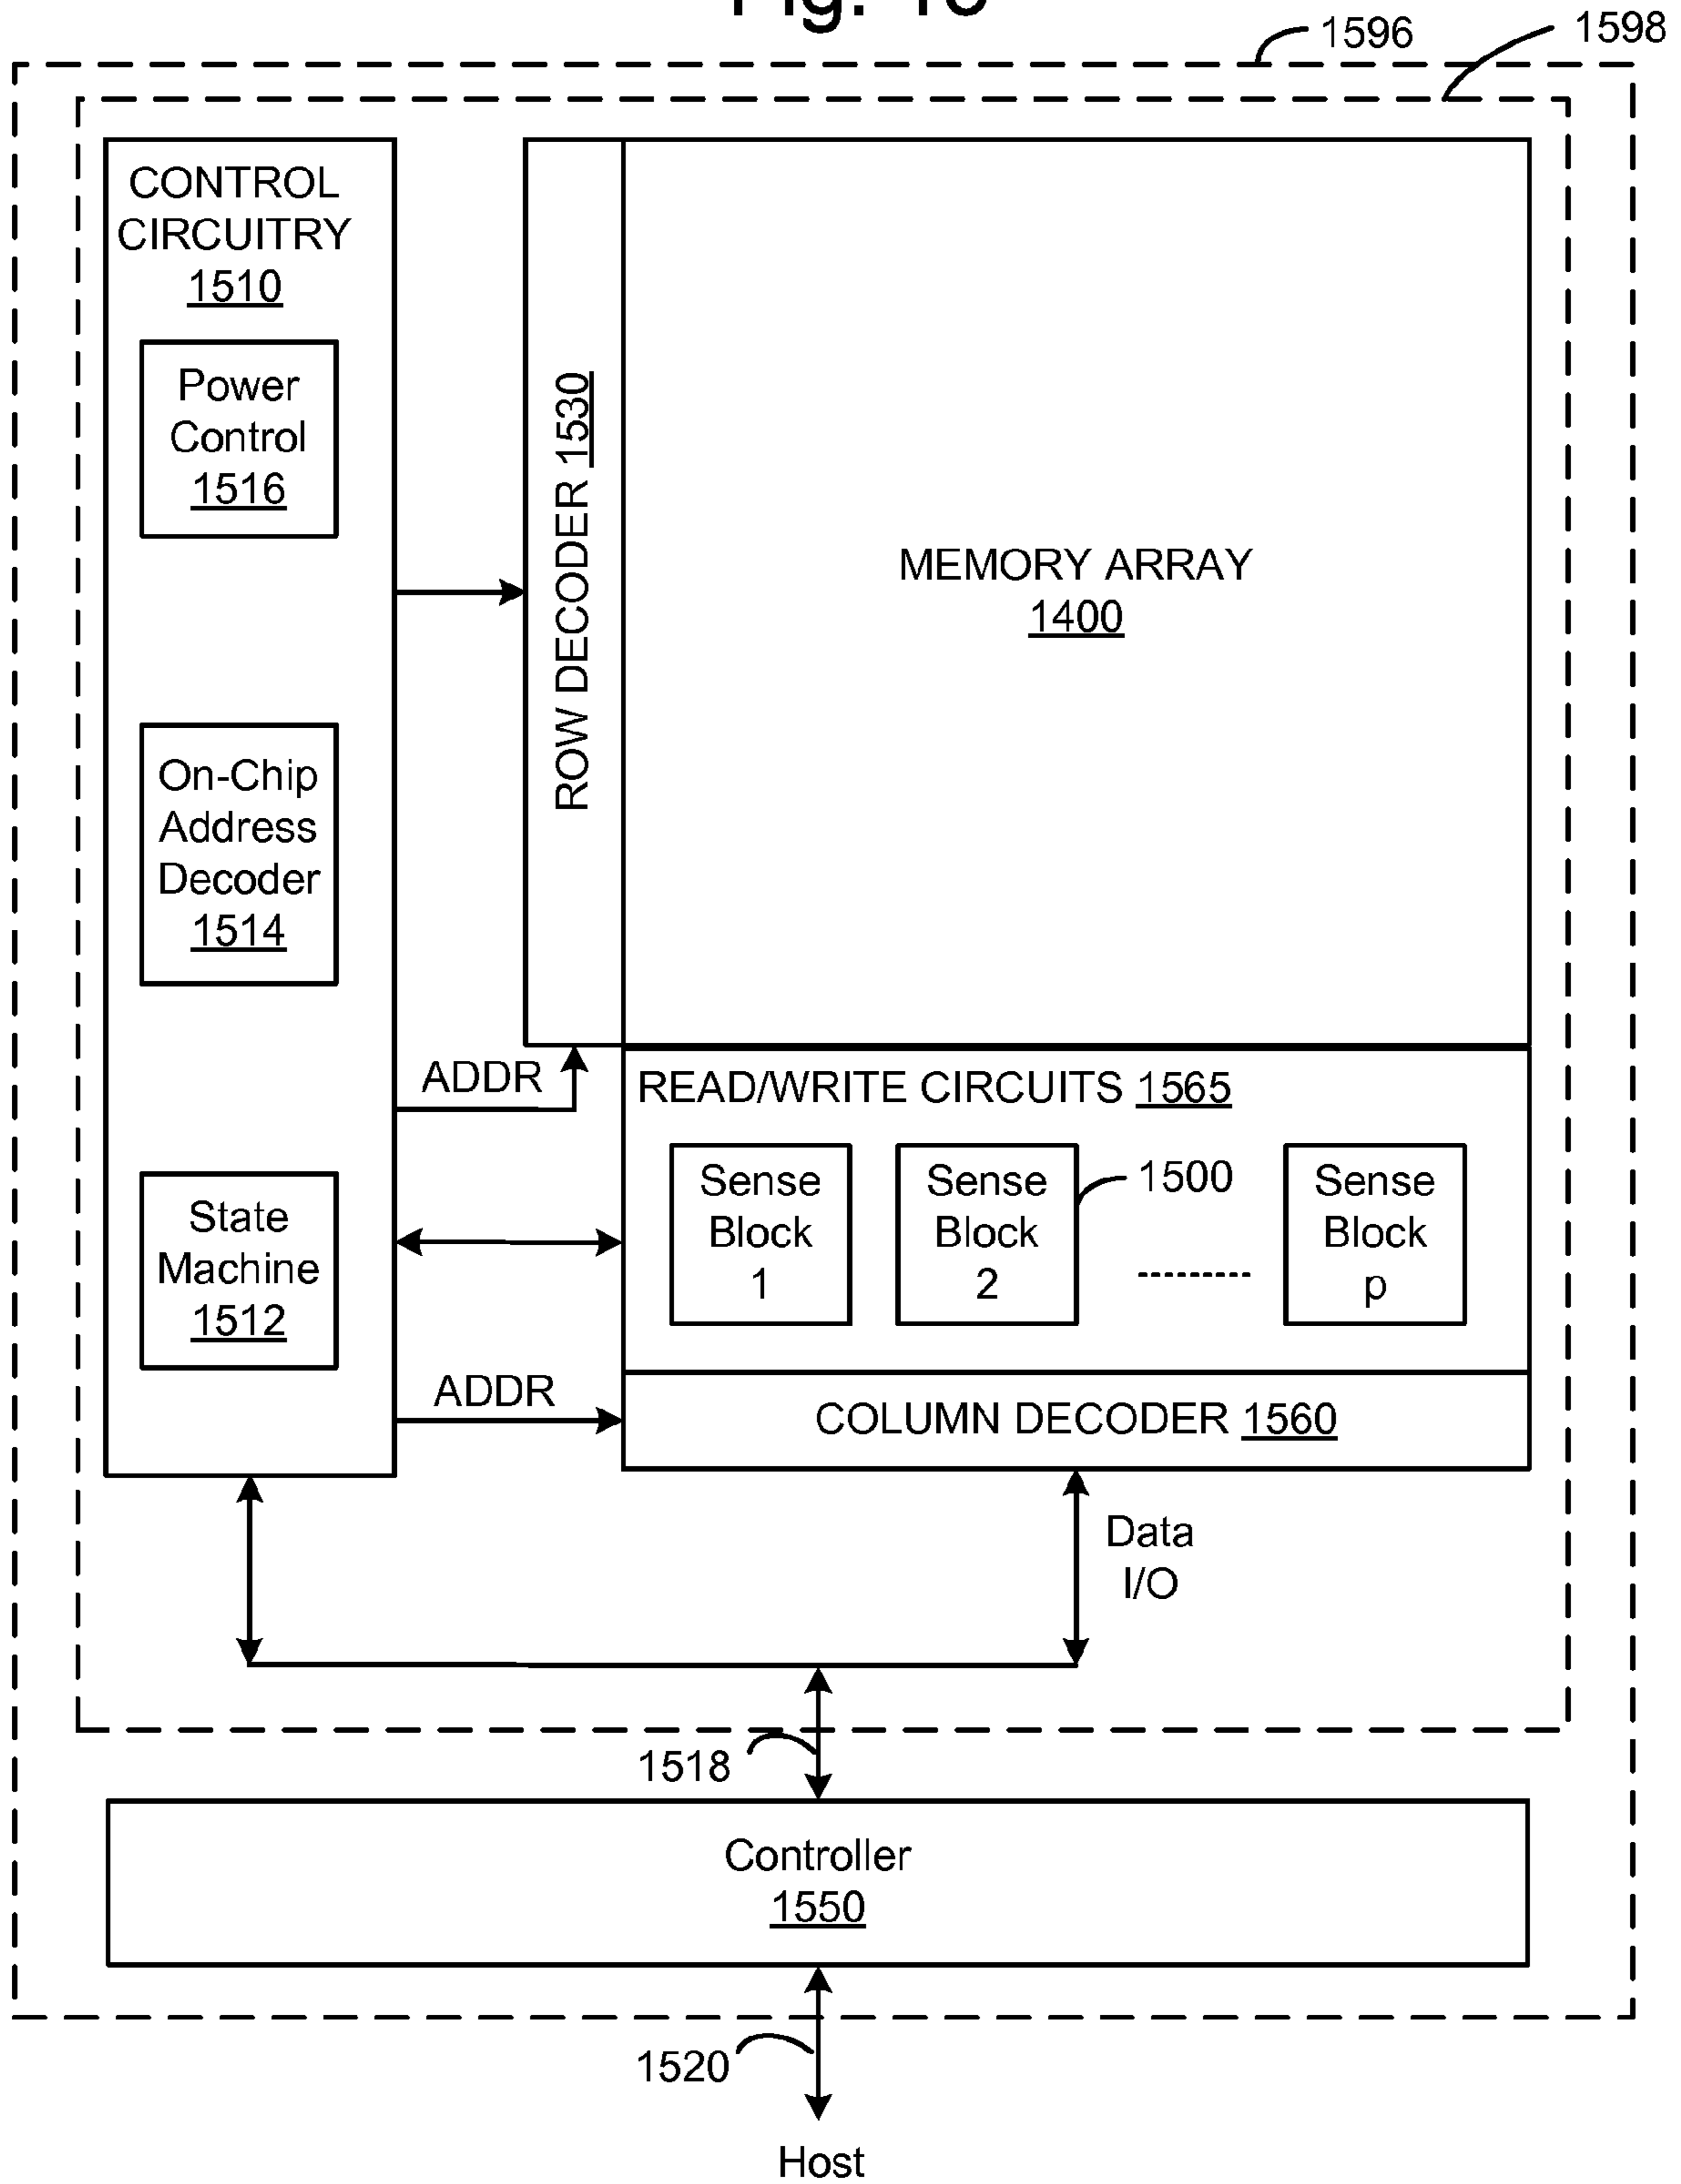 1596
1598
CONTROL
CIRCUITRY
1510
Power
Control
1516
On-Chip
Address
Decoder
1514
State
Machine
1512
ROW DECODER 1530
MEMORY ARRAY
1400
ADDR
READ/WRITE CIRCUITS 1565
Sense
Block
1
Sense
Block
2
1500
Sense
Block
p
ADDR
COLUMN DECODER 1560
Data
I/O
1518
Controller
1550
1520
Host